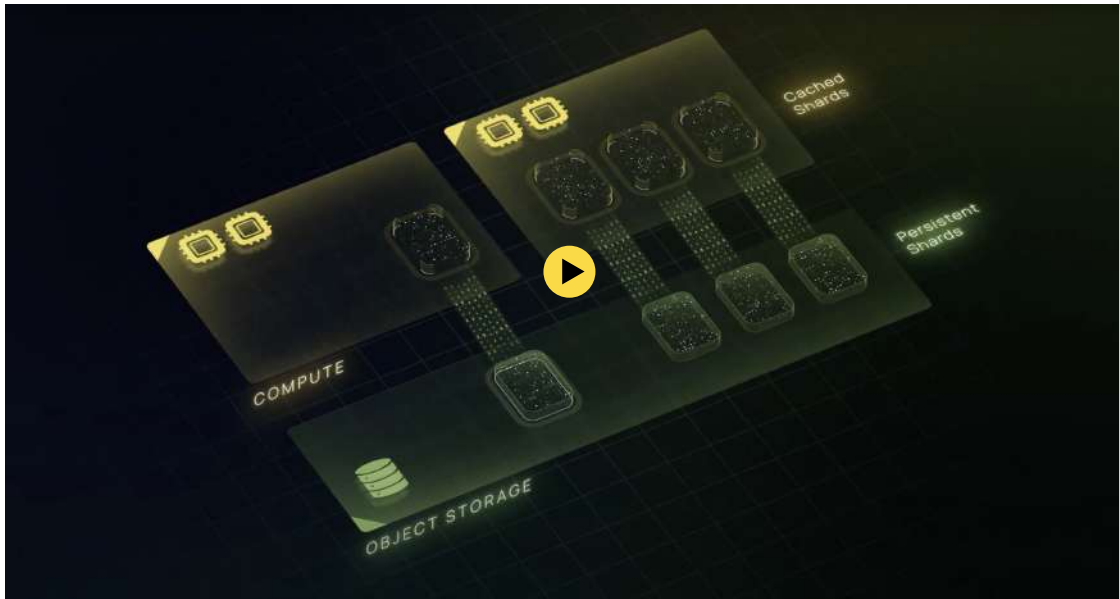 Cached
Shards
Persistent
Shards
COMPUTE
OBJECT STORAGE